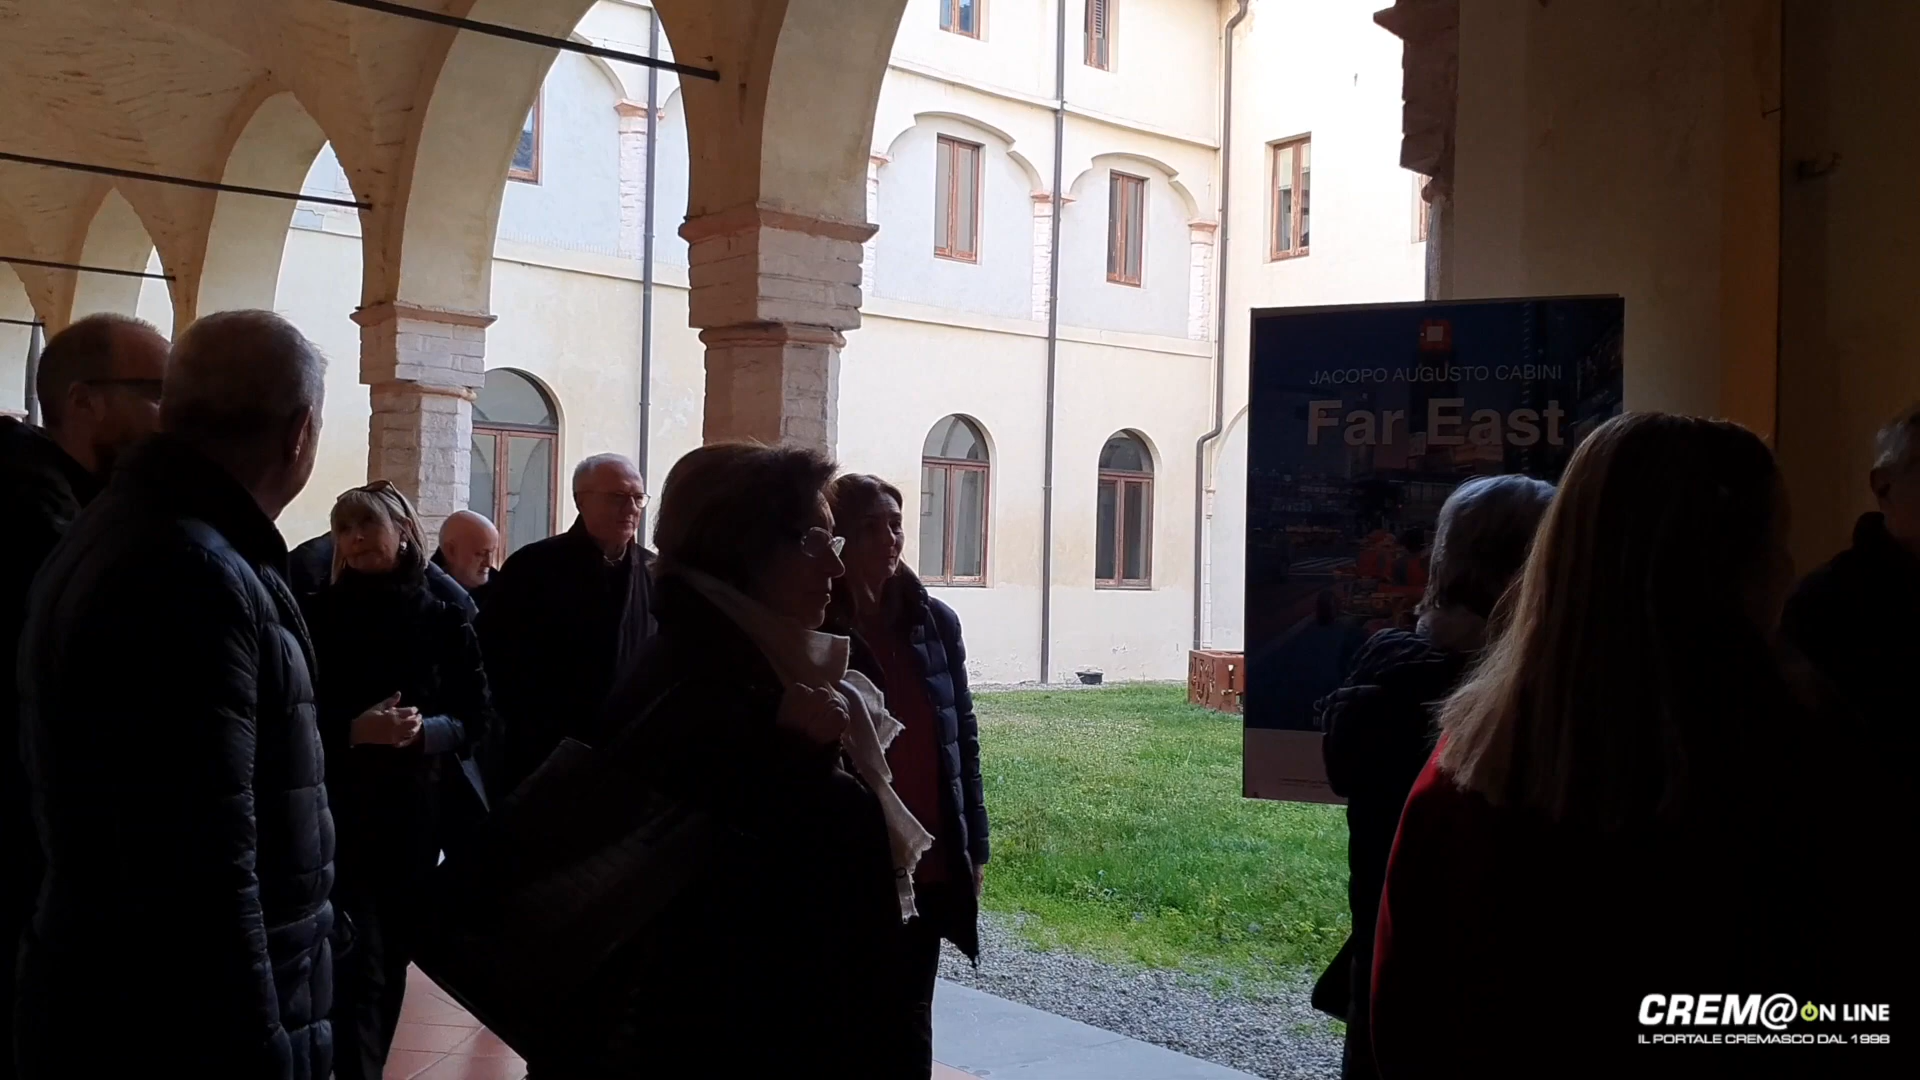 JACOPO AUGUSTO CABINI
Far East
CREM@ON LINE
IL PORTALE CREMASCO DAL 1998